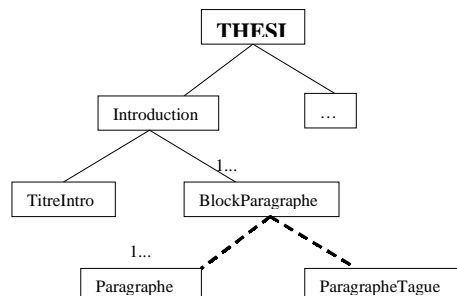 THESI
Introduction
…
1...
TitreIntro
BlockParagraphe
1...
Paragraphe
ParagrapheTague